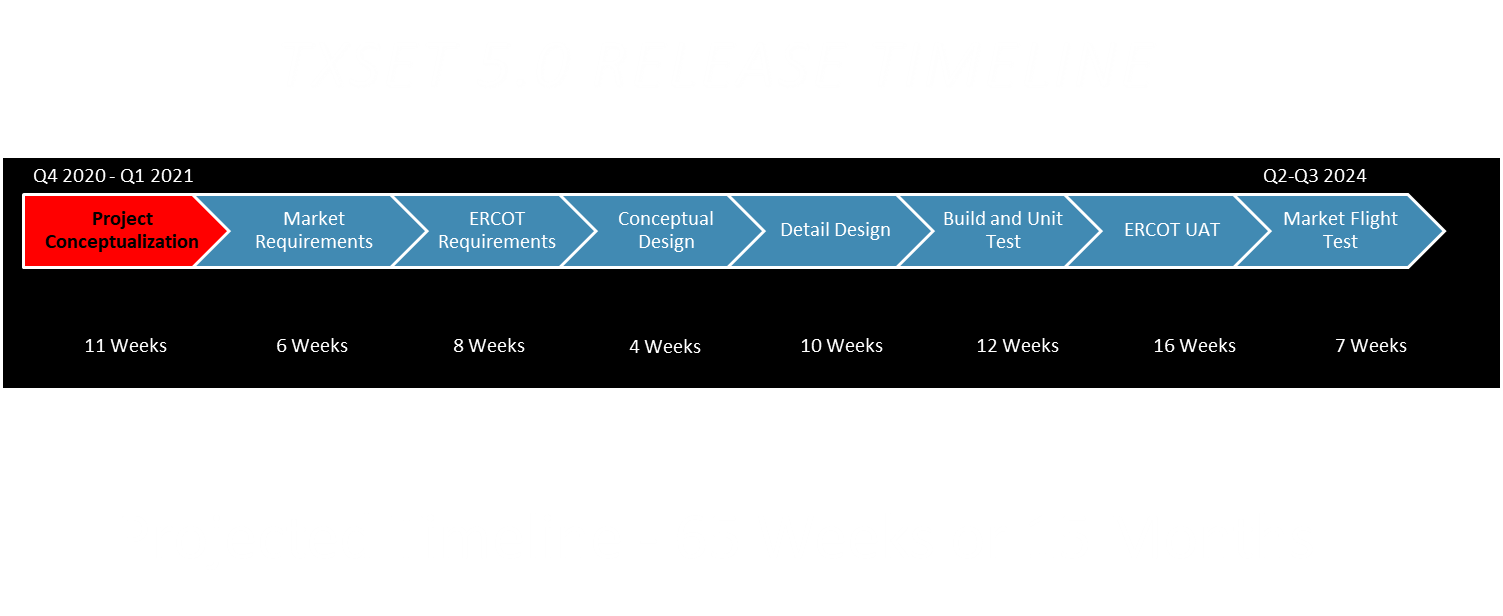 Q4 2020 - Q1 2021
Q2-Q3 2024
Project
Conceptualization
Market
Requirements
ERCOT
Requirements
Conceptual
Design
Detail Design
Build and Unit
Test
ERCOT UAT
Market Flight
Test
11 Weeks
6 Weeks
8 Weeks
4 Weeks
10 Weeks
12 Weeks
16 Weeks
7 Weeks